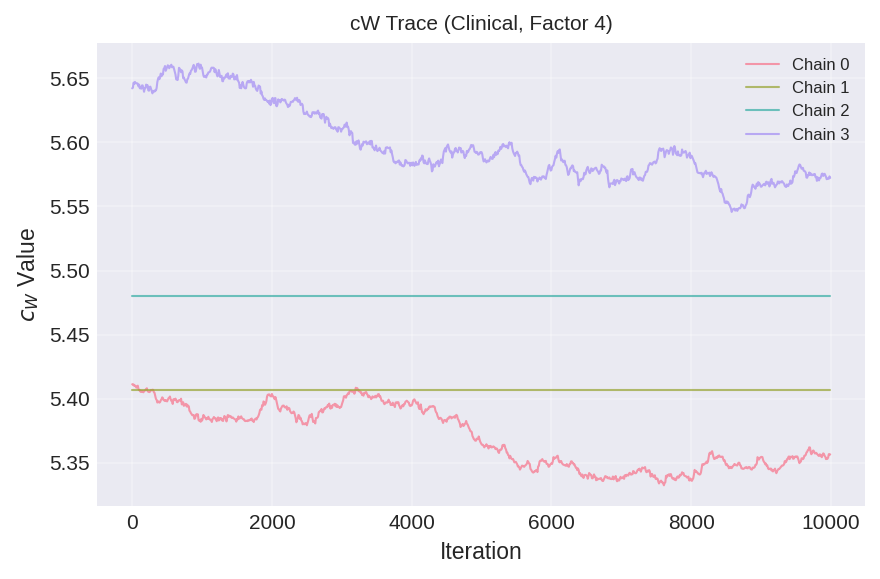 cW Trace (Clinical, Factor 4)
Chain 0
Chain 1
Chain 2
Chain 3
5.65
5.60
5.55
5.50
5.45
5.40
5.35
c_W Value
0 2000 4000 6000 8000 10000
Iteration